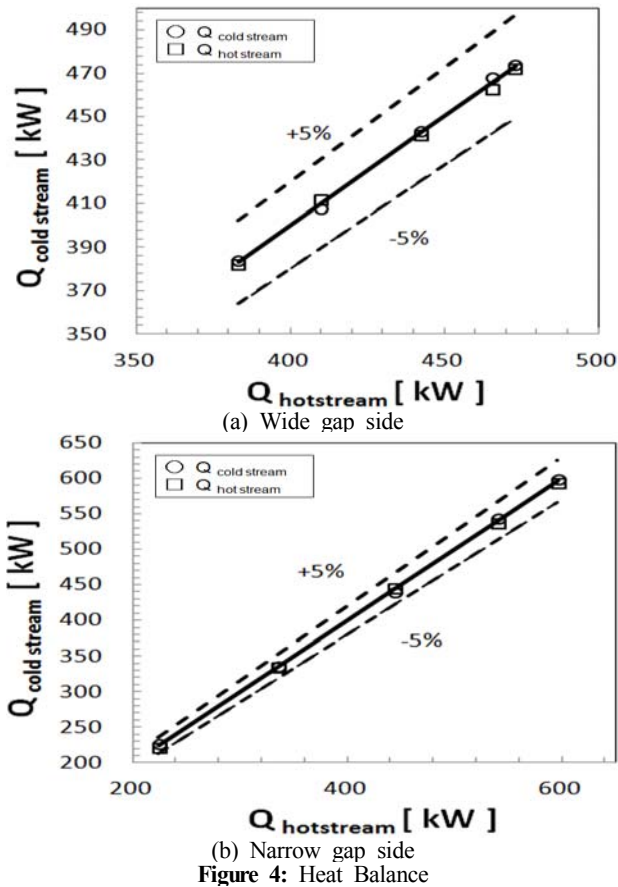 490
470
450
430
410
390
370
350
Q cold stream [ kW ]
Q cold stream
Q hot stream
+5%
-5%
350 400 450 500
Q hotstream [ kW ]
(a) Wide gap side
650
600
550
500
450
400
350
300
250
200
Q cold stream [ kW ]
Q cold stream
Q hot stream
+5%
-5%
200 400 600
Q hotstream [ kW ]
(b) Narrow gap side
Figure 4: Heat Balance